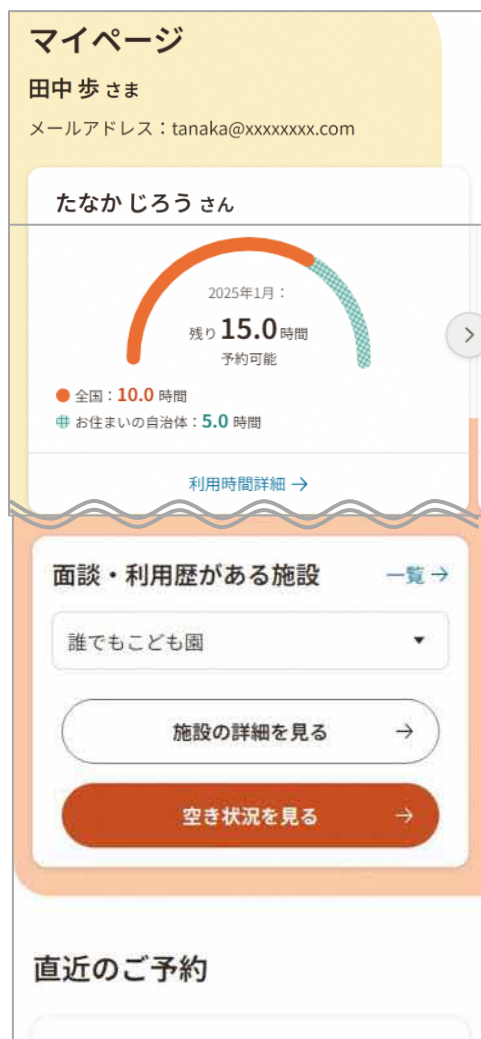 マイページ
田中 歩 さま
メールアドレス：tanaka@xxxxxxxx.com
たなか じろう さん
2025年1月：
残り 15.0 時間
予約可能
全国：10.0 時間
お住まいの自治体：5.0 時間
利用時間詳細 →
面談・利用歴がある施設 一覧 →
誰でもこども園
施設の詳細を見る →
空き状況を見る →
直近のご予約